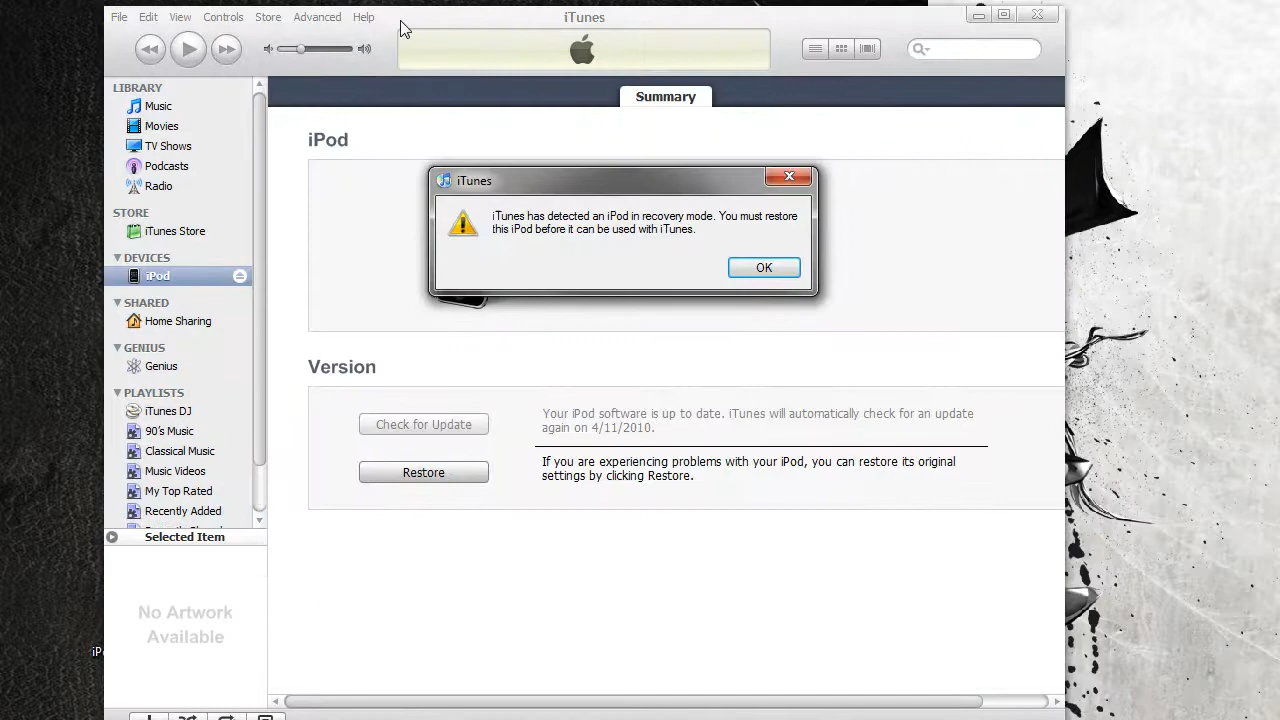 File Edit View Controls Store Advanced Help
iTunes
LIBRARY
Music
Movies
TV Shows
Podcasts
Radio
STORE
iTunes Store
DEVICES
iPod
SHARED
Home Sharing
GENIUS
Genius
PLAYLISTS
iTunes DJ
90's Music
Classical Music
Music Videos
My Top Rated
Recently Added
Selected Item
No Artwork
Available
Summary
iPod
iTunes
iTunes has detected an iPod in recovery mode. You must restore
this iPod before it can be used with iTunes.
OK
Version
Check for Update
Your iPod software is up to date. iTunes will automatically check for an update
again on 4/11/2010.
Restore
If you are experiencing problems with your iPod, you can restore its original
settings by clicking Restore.